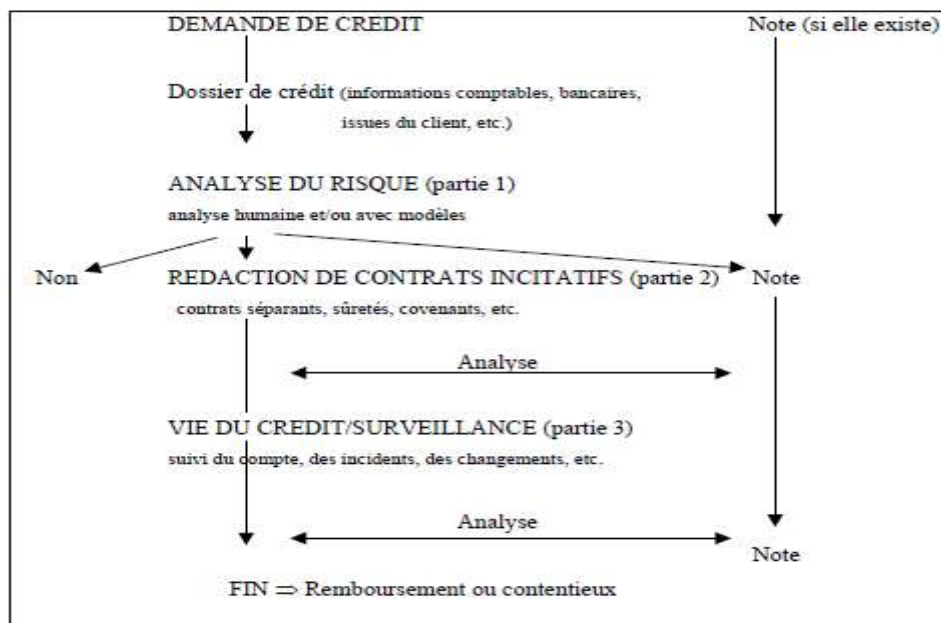 DEMANDE DE CREDIT Note (si elle existe)
Dossier de crédit (informations comptables, bancaires,
issues du client, etc.)
ANALYSE DU RISQUE (partie 1)
analyse humaine et/ou avec modèles
Non REDACTION DE CONTRATS INCITATIFS (partie 2) Note
contrats séparants, sûretés, covenants, etc.
Analyse
VIE DU CREDIT/SURVEILLANCE (partie 3)
suivi du compte, des incidents, des changements, etc.
Analyse
Note
FIN ⇒ Remboursement ou contentieux